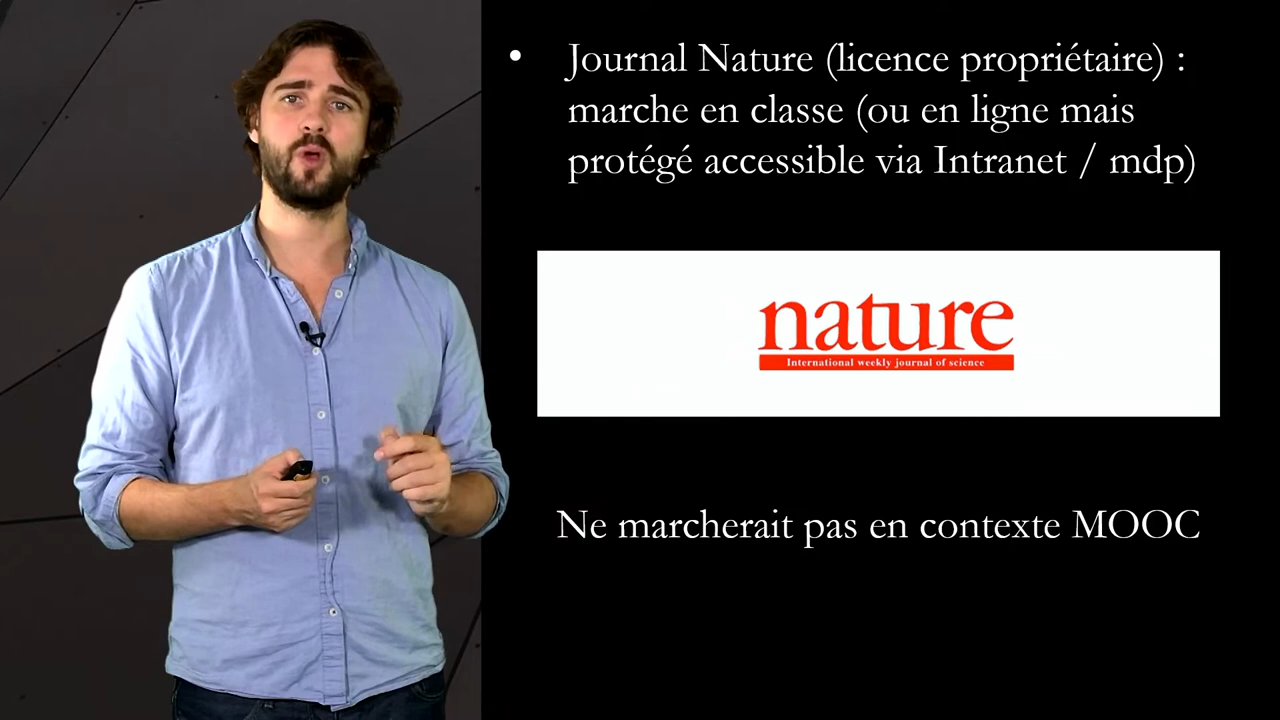 • Journal Nature (licence propriétaire) :
marche en classe (ou en ligne mais
protégé accessible via Intranet / mdp)
nature
International weekly journal of science
Ne marcherait pas en contexte MOOC